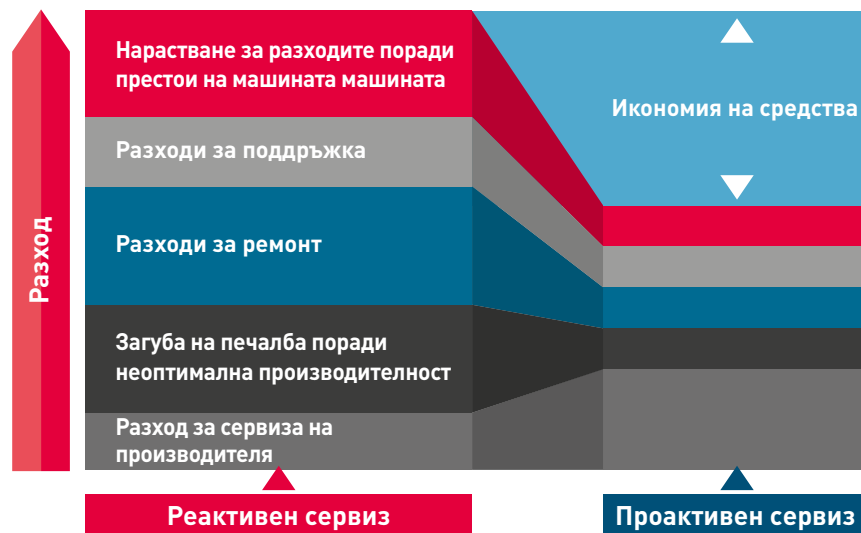 Разход
Нарастване за разходите поради
престои на машината машината
Разходи за поддръжка
Разходи за ремонт
Загуба на печалба поради
неоптимална производителност
Разход за сервиза на
производителя
Икономия на средства
Реактивен сервиз
Проактивен сервиз